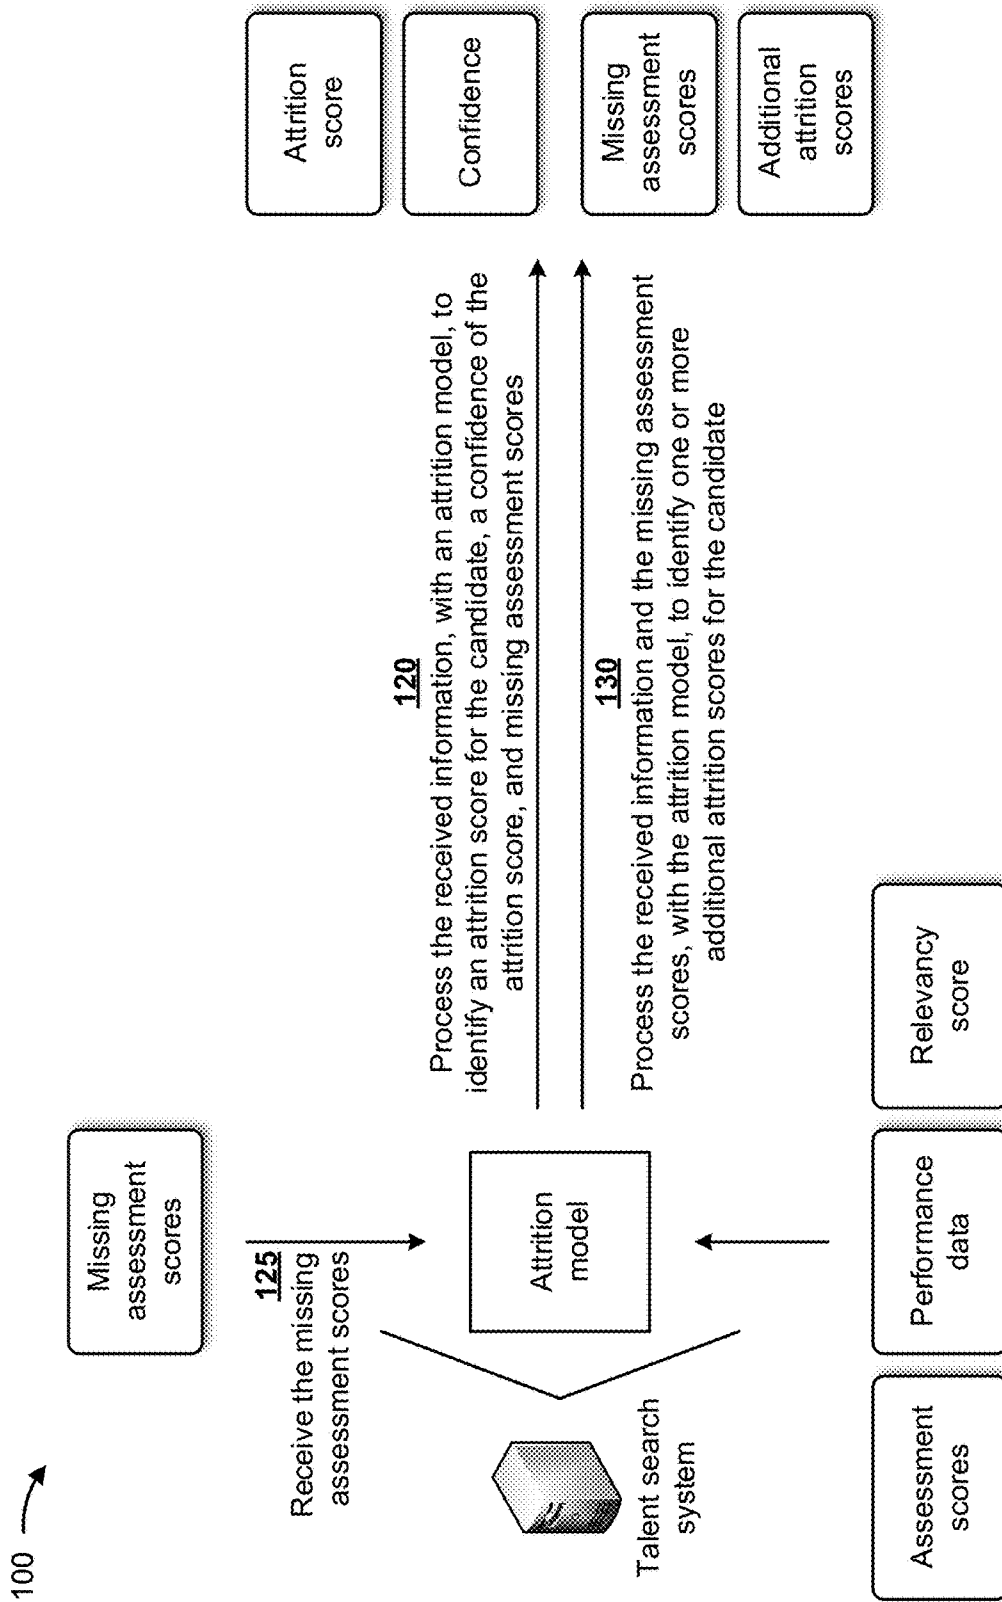 100
Missing
assessment
scores
125
Receive the missing
assessment scores
Talent search
system
Attrition
model
Assessment
scores
Performance
data
Relevancy
score
120
Process the received information, with an attrition model, to
identify an attrition score for the candidate, a confidence of the
attrition score, and missing assessment scores
130
Process the received information and the missing assessment
scores, with the attrition model, to identify one or more
additional attrition scores for the candidate
Attrition
score
Confidence
Missing
assessment
scores
Additional
attrition
scores